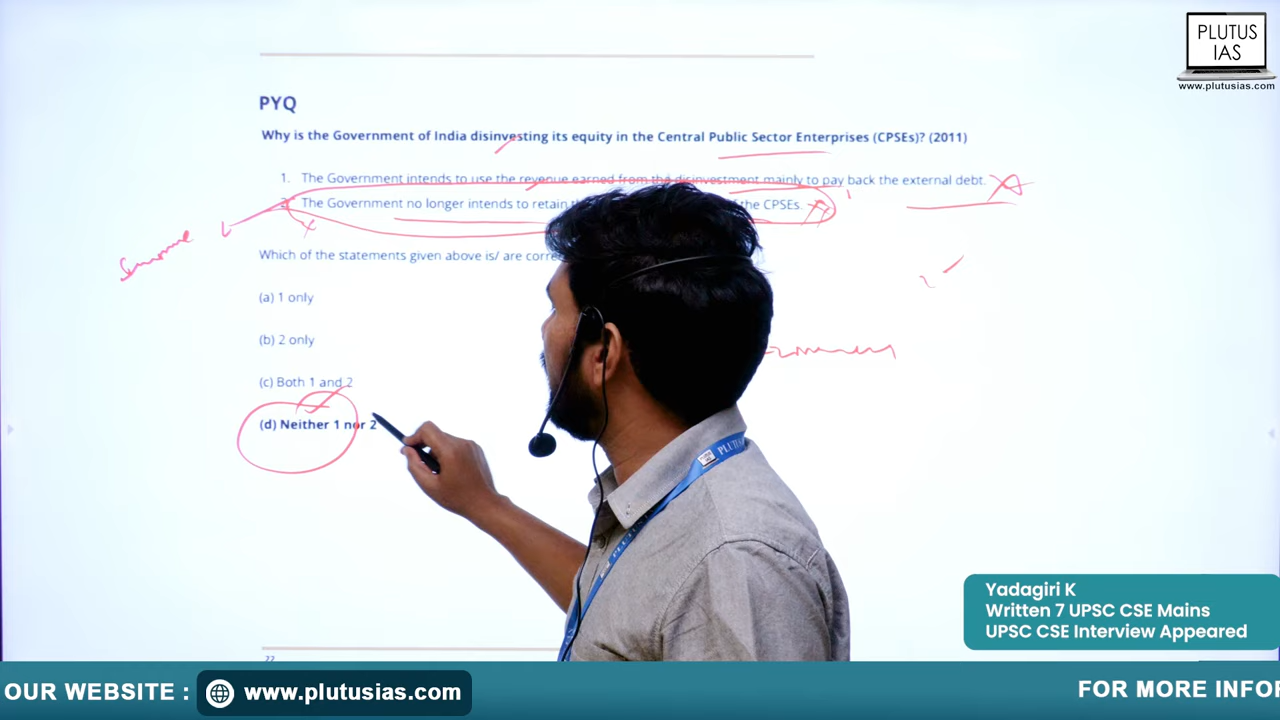 PLUTUS
IAS
www.plutusias.com
PYQ
Why is the Government of India disinvesting its equity in the Central Public Sector Enterprises (CPSEs)? (2011)
1. The Government intends to use the revenue earned from the disinvestment mainly to pay back the external debt.
2. The Government no longer intends to retain the CPSEs.
Which of the statements given above is/ are
(a) 1 only
(b) 2 only
(c) Both 1 and 2
(d) Neither 1 nor 2
PLUTUS
Yadagiri K
Written 7 UPSC CSE Mains
UPSC CSE Interview Appeared
22
OUR WEBSITE : www.plutusias.com FOR MORE